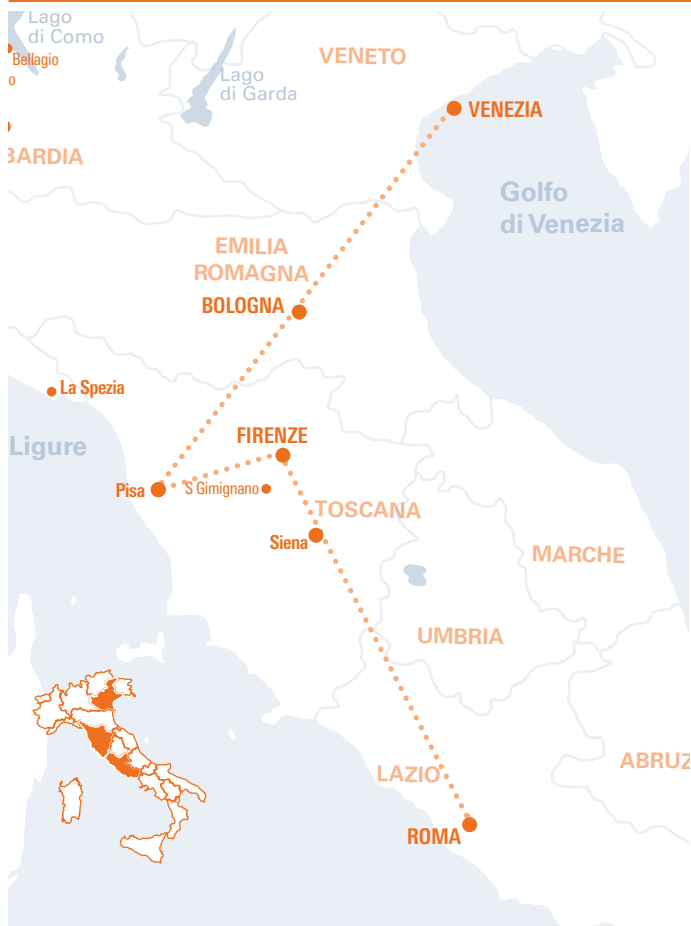 Lago
di Como
Bellagio
o
VENETO
Lago
di Garda
VENEZIA
BARDIA
Golfo
di Venezia
EMILIA
ROMAGNA
BOLOGNA
La Spezia
Ligure
FIRENZE
Pisa
S Gimignano
TOSCANA
Siena
MARCHE
UMBRIA
LAZIO
ABRUZ
ROMA